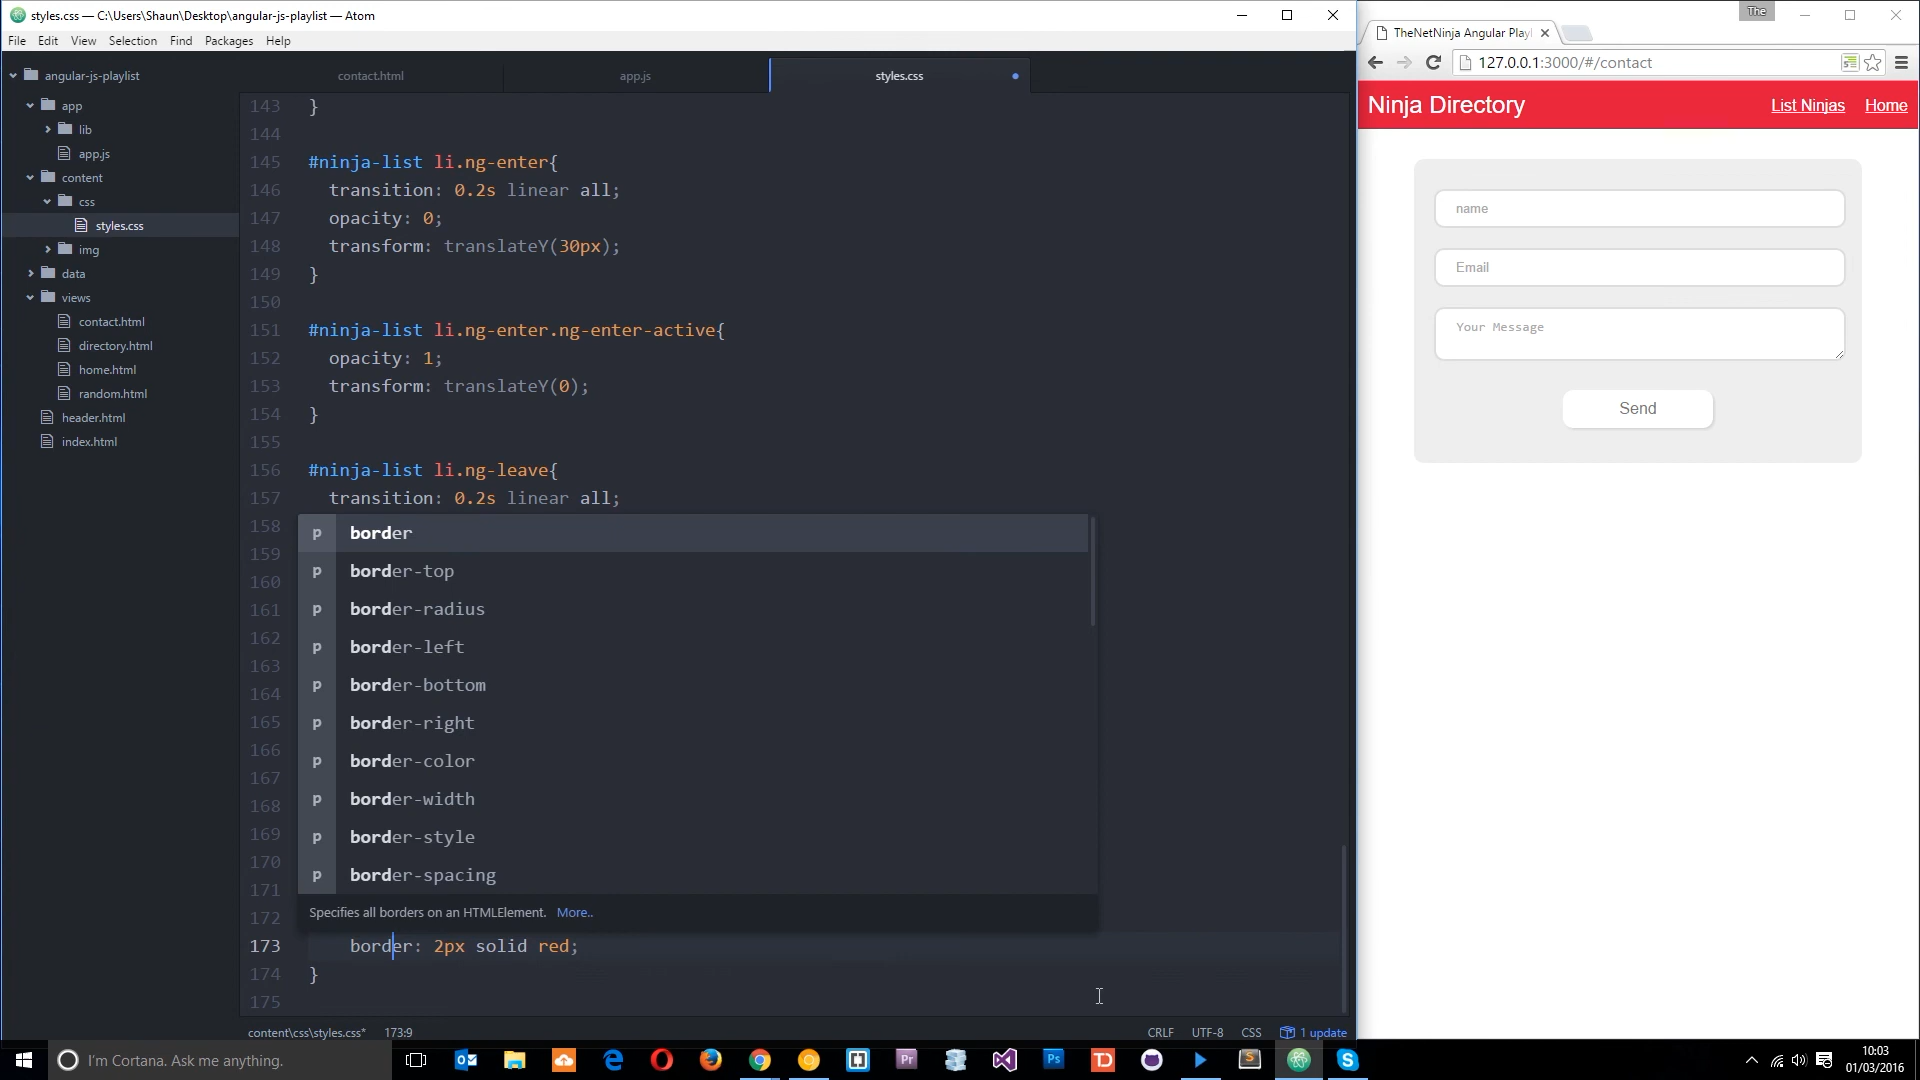 styles.css — C:\Users\Shaun\Desktop\angular-js-playlist — Atom
File Edit View Selection Find Packages Help
angular-js-playlist
app
lib
app.js
content
css
styles.css
img
data
views
contact.html
directory.html
home.html
random.html
header.html
index.html
contact.html app.js styles.css
143 }
144
145 #ninja-list li.ng-enter{
146 transition: 0.2s linear all;
147 opacity: 0;
148 transform: translateY(30px);
149 }
150
151 #ninja-list li.ng-enter.ng-enter-active{
152 opacity: 1;
153 transform: translateY(0);
154 }
155
156 #ninja-list li.ng-leave{
157 transition: 0.2s linear all;
158
159
160
161
162
163
164
165
166
167
168
169
170
171
172
p border
p border-top
p border-radius
p border-left
p border-bottom
p border-right
p border-color
p border-width
p border-style
p border-spacing
Specifies all borders on an HTMLElement. More..
173 border: 2px solid red;
174 }
175
content\css\styles.css* 173:9 CRLF UTF-8 CSS 1 update
The
TheNetNinja Angular Playl
127.0.0.1:3000/#/contact
Ninja Directory List Ninjas Home
name
Email
Your Message
Send
I'm Cortana. Ask me anything.
10:03
01/03/2016